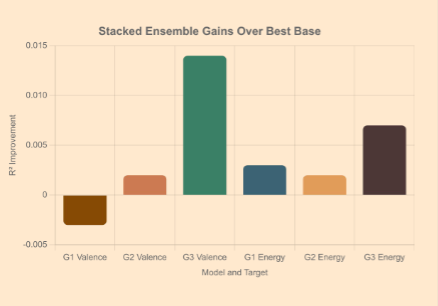 Stacked Ensemble Gains Over Best Base
0.015
0.010
0.005
0
-0.005
R² Improvement
G1 Valence G2 Valence G3 Valence G1 Energy G2 Energy G3 Energy
Model and Target